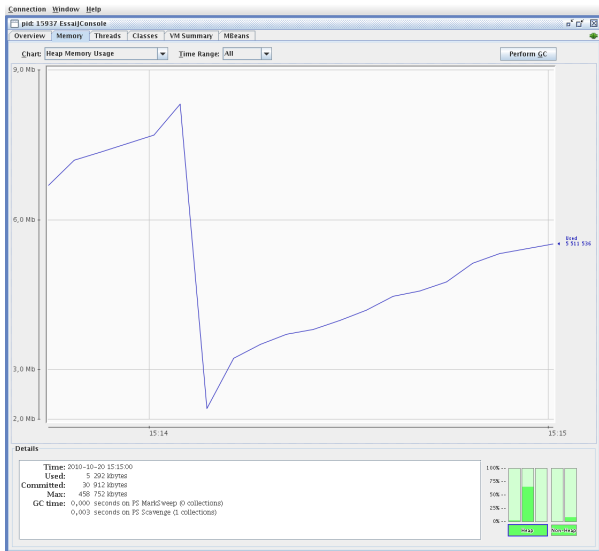 Connection Window Help
pid: 15937 EssaiJConsole
Overview Memory Threads Classes VM Summary MBeans
Chart: Heap Memory Usage Time Range: All Perform GC
9,0 Mb
6,0 Mb
Used
5 511 536
3,0 Mb
2,0 Mb
15:14 15:15
Details
Time: 2010-10-20 15:15:00
Used: 5 292 kbytes
Committed: 30 912 kbytes
Max: 458 752 kbytes
GC time: 0,000 seconds on PS MarkSweep (0 collections)
0,003 seconds on PS Scavenge (1 collections)
100% --
75% --
50% --
25% --
0% --
Heap Non-Heap